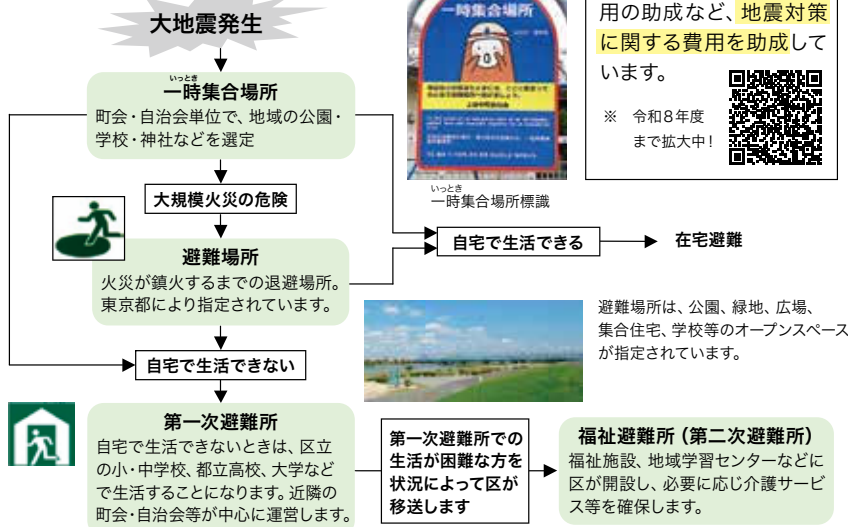 大地震発生
いっとき
一時集合場所
町会・自治会単位で、地域の公園・
学校・神社などを選定
大規模火災の危険
避難場所
火災が鎮火するまでの退避場所。
東京都により指定されています。
自宅で生活できない
第一次避難所
自宅で生活できないときは、区立
の小・中学校、都立高校、大学など
で生活することになります。近隣の
町会・自治会等が中心に運営します。
一時集合場所
いっとき
一時集合場所標識
用の助成など、地震対策
に関する費用を助成して
います。
※ 令和8年度
まで拡大中!
自宅で生活できる
在宅避難
避難場所は、公園、緑地、広場、
集合住宅、学校等のオープンスペース
が指定されています。
第一次避難所での
生活が困難な方を
状況によって区が
移送します
福祉避難所(第二次避難所)
福祉施設、地域学習センターなどに
区が開設し、必要に応じ介護サービ
ス等を確保します。